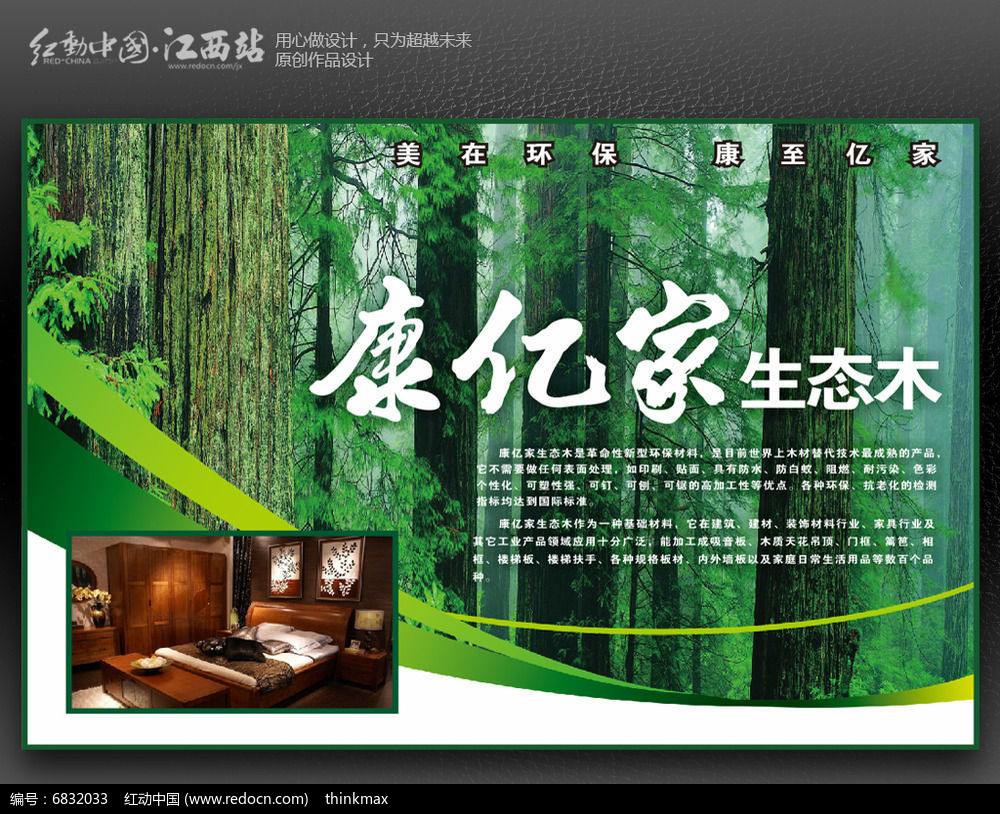 红動中國·江西站
RED-CHINA
www.redocn.com/jx
用心做设计，只为超越未来
原创作品设计
美在环保 康至亿家
康亿家生态木
康亿家生态木是革命性新型环保材料，是目前世界上木材替代技术最成熟的产品，
它不需要做任何表面处理，如印刷、贴面、具有防水、防白蚁、阻燃、耐污染、色彩
个性化、可塑性强、可钉、可刨、可锯的高加工性等优点。各种环保、抗老化的检测
指标均达到国际标准。
康亿家生态木作为一种基础材料，它在建筑、建材、装饰材料行业、家具行业及
其它工业产品领域应用十分广泛，能加工成吸音板、木质天花吊顶、门框、篱笆、相
框、楼梯板、楼梯扶手、各种规格板材、内外墙板以及家庭日常生活用品等数百个品
种。
编号：6832033 红动中国 (www.redocn.com) thinkmax